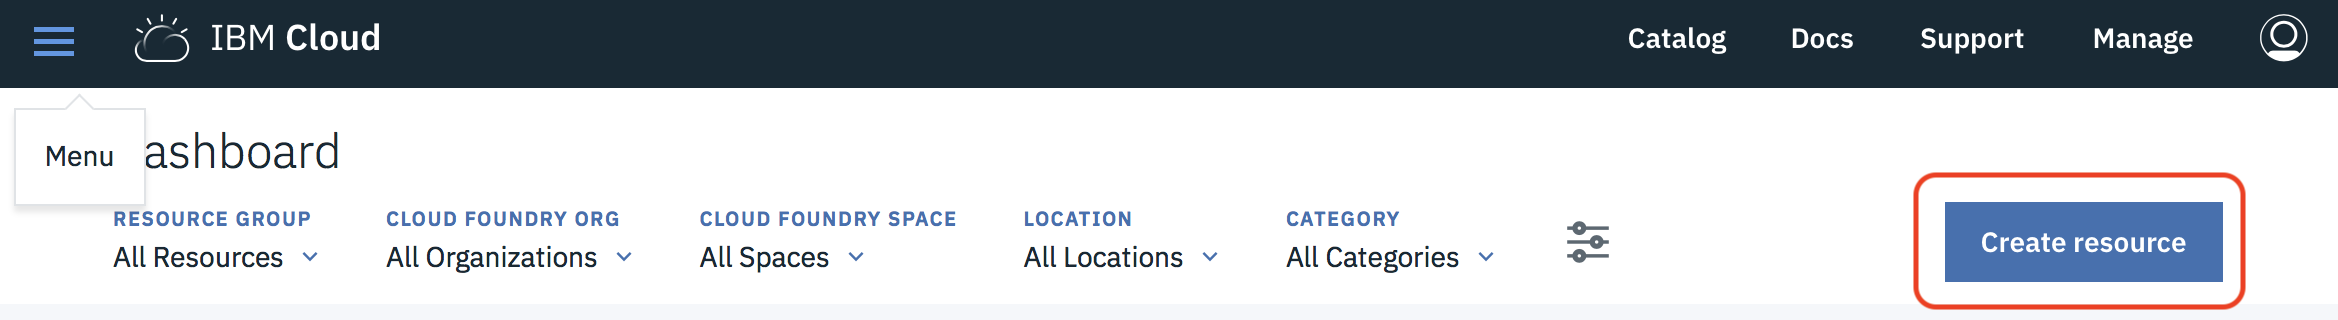 IBM Cloud Catalog Docs Support Manage
Menu
ashboard
RESOURCE GROUP CLOUD FOUNDRY ORG CLOUD FOUNDRY SPACE LOCATION CATEGORY
All Resources All Organizations All Spaces All Locations All Categories
Create resource